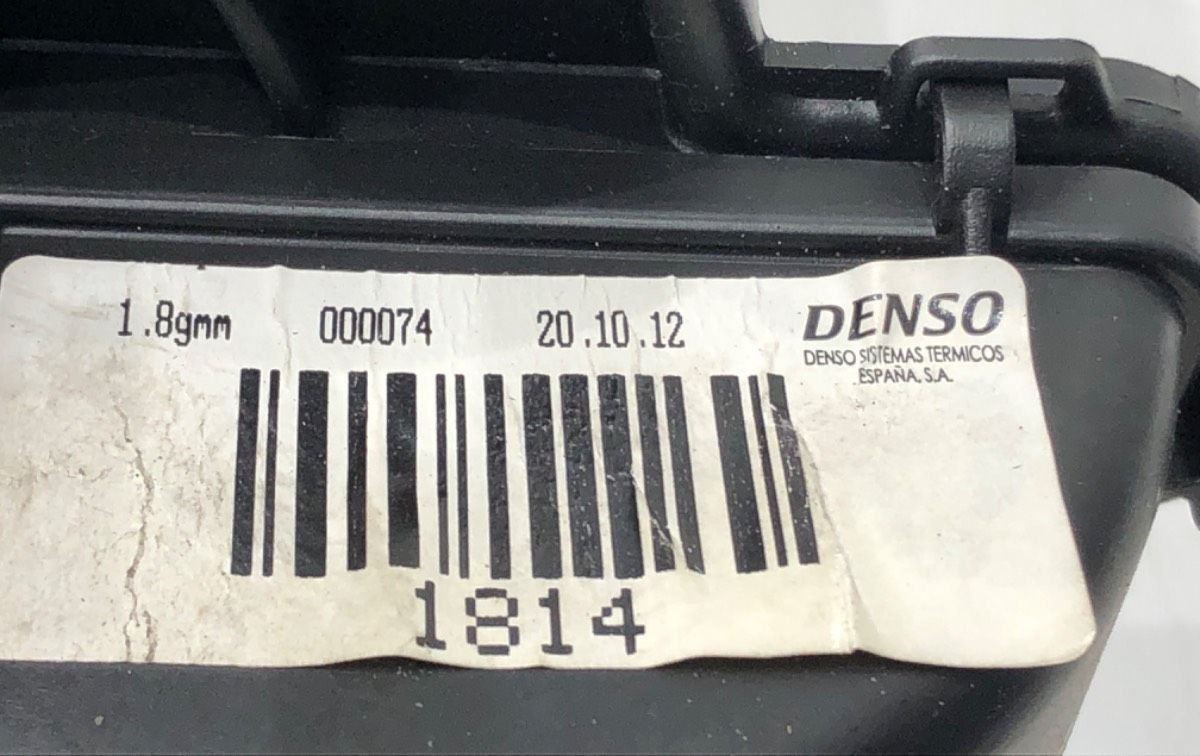 1.8gmm 000074 20.10.12 DENSO
DENSO SISTEMAS TERMICOS
ESPAÑA, S.A.
1814